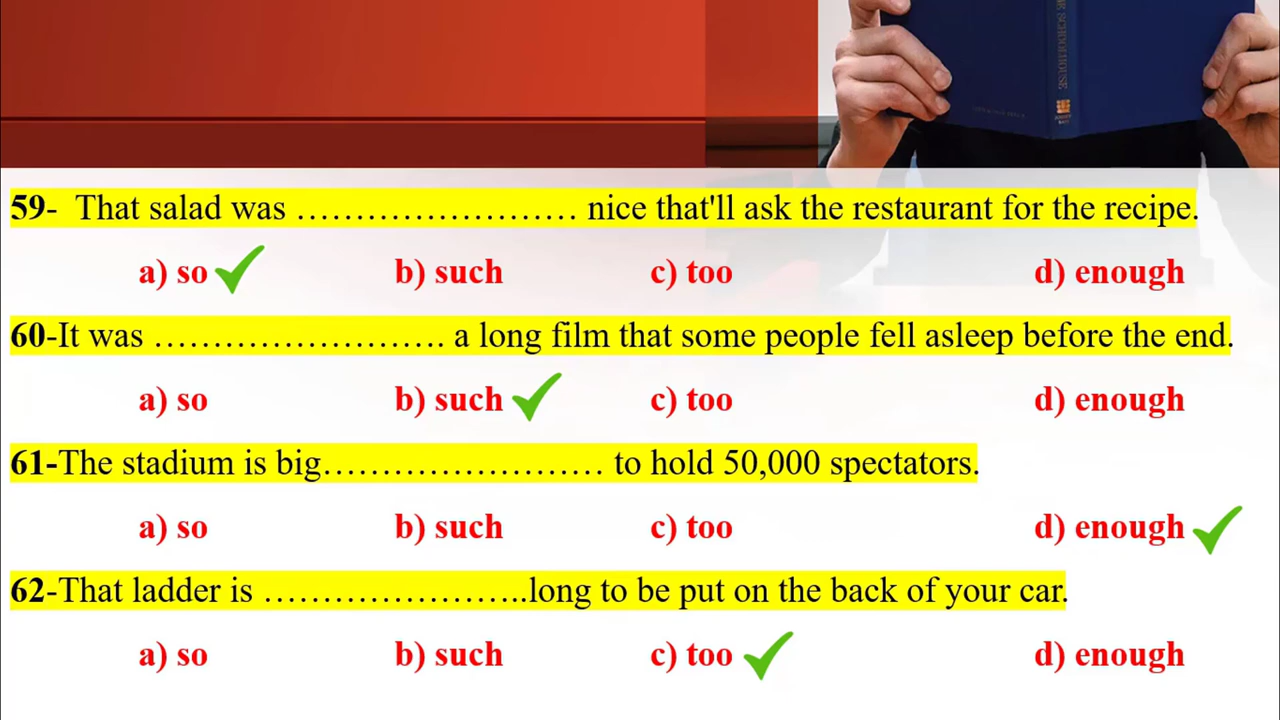 59- That salad was …………………… nice that'll ask the restaurant for the recipe.
a) so b) such c) too d) enough
60-It was ……………………. a long film that some people fell asleep before the end.
a) so b) such c) too d) enough
61-The stadium is big…………………… to hold 50,000 spectators.
a) so b) such c) too d) enough
62-That ladder is …………………..long to be put on the back of your car.
a) so b) such c) too d) enough